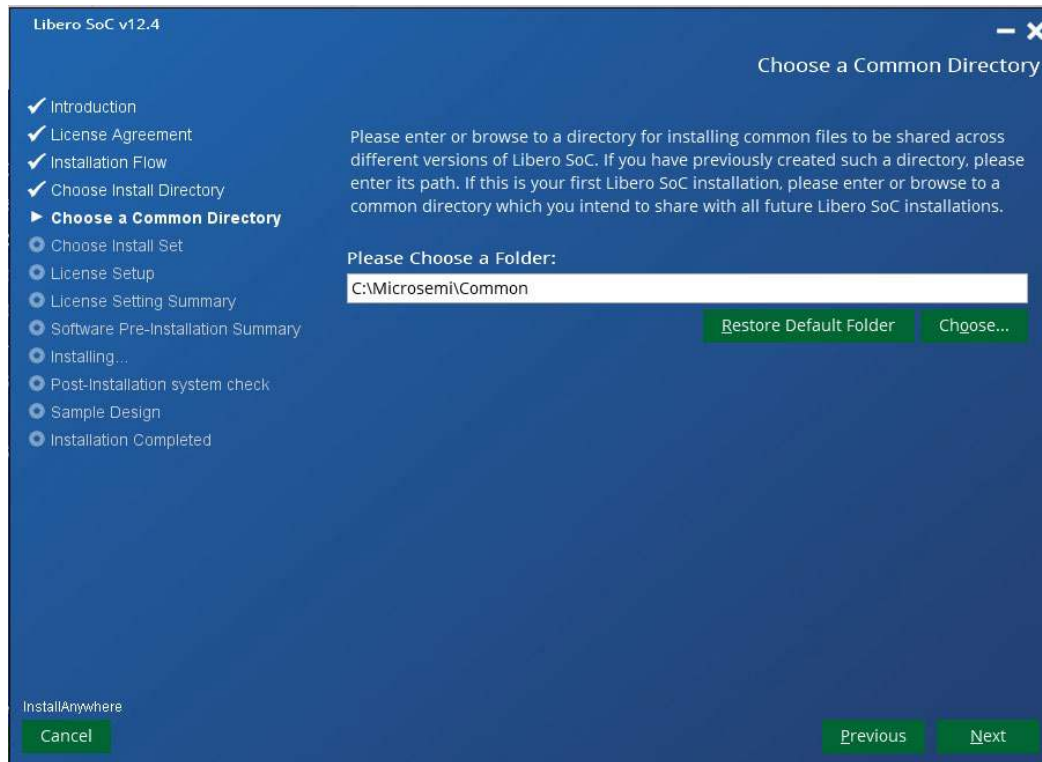 Libero SoC v12.4
Choose a Common Directory
Introduction
License Agreement
Installation Flow
Choose Install Directory
Choose a Common Directory
Choose Install Set
License Setup
License Setting Summary
Software Pre-Installation Summary
Installing...
Post-Installation system check
Sample Design
Installation Completed
Please enter or browse to a directory for installing common files to be shared across
different versions of Libero SoC. If you have previously created such a directory, please
enter its path. If this is your first Libero SoC installation, please enter or browse to a
common directory which you intend to share with all future Libero SoC installations.
Please Choose a Folder:
C:\Microsemi\Common
Restore Default Folder
Choose...
InstallAnywhere
Cancel
Previous
Next